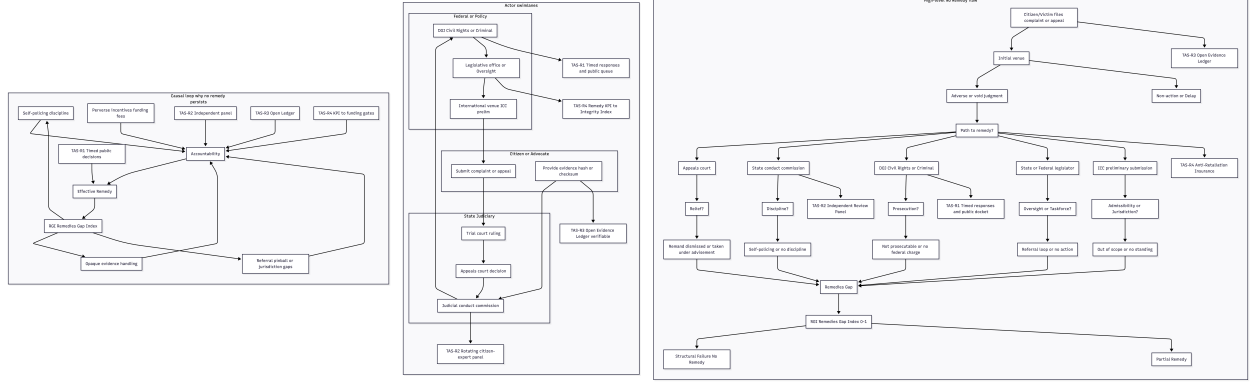 Causal loop why no remedy
persists
Self-policing discipline
Perverse Incentives funding
fees
TAS-R2 Independent panel
TAS-R3 Open Ledger
TAS-R4 KPI to funding gates
TAS-R1 Timed public
decisions
Accountability
Effective Remedy
RGI Remedies Gap Index
Opaque evidence handling
Referral pinball or
jurisdiction gaps
Actor swimlanes
Federal or Policy
DOJ Civil Rights or Criminal
Legislative office or
Oversight
TAS-R1 Timed responses
and public queue
International venue ICC
prelim
TAS-R4 Remedy KPI to
Integrity Index
Citizen or Advocate
Submit complaint or appeal
Provide evidence hash or
checksum
State Judiciary
Trial court ruling
TAS-R3 Open Evidence
Ledger verifiable
Appeals court decision
Judicial conduct commission
TAS-R2 Rotating citizen-
expert panel
Citizen/Victim files
complaint or appeal
Initial venue
TAS-R3 Open Evidence
Ledger
Adverse or void judgment
Non-action or Delay
Path to remedy?
Appeals court
State conduct commission
DOJ Civil Rights or Criminal
State or Federal legislator
ICC preliminary submission
TAS-R4 Anti-Retaliation
Insurance
Relief?
Discipline?
TAS-R2 Independent Review
Panel
Prosecution?
TAS-R1 Timed responses
and public docket
Oversight or Taskforce?
Admissibility or
Jurisdiction?
Remand dismissed or taken
under advisement
Self-policing or no discipline
Not prosecutable or no
federal charge
Referral loop or no action
Out of scope or no standing
Remedies Gap
RGI Remedies Gap Index 0-1
Structural Failure No
Remedy
Partial Remedy